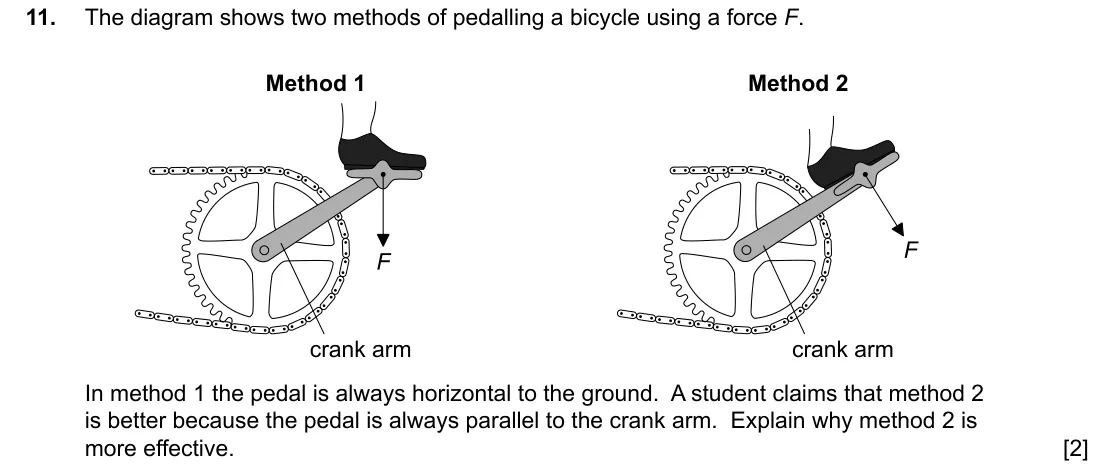 11. The diagram shows two methods of pedalling a bicycle using a force F.
Method 1
Method 2
F
F
crank arm
crank arm
In method 1 the pedal is always horizontal to the ground. A student claims that method 2
is better because the pedal is always parallel to the crank arm. Explain why method 2 is
more effective. [2]